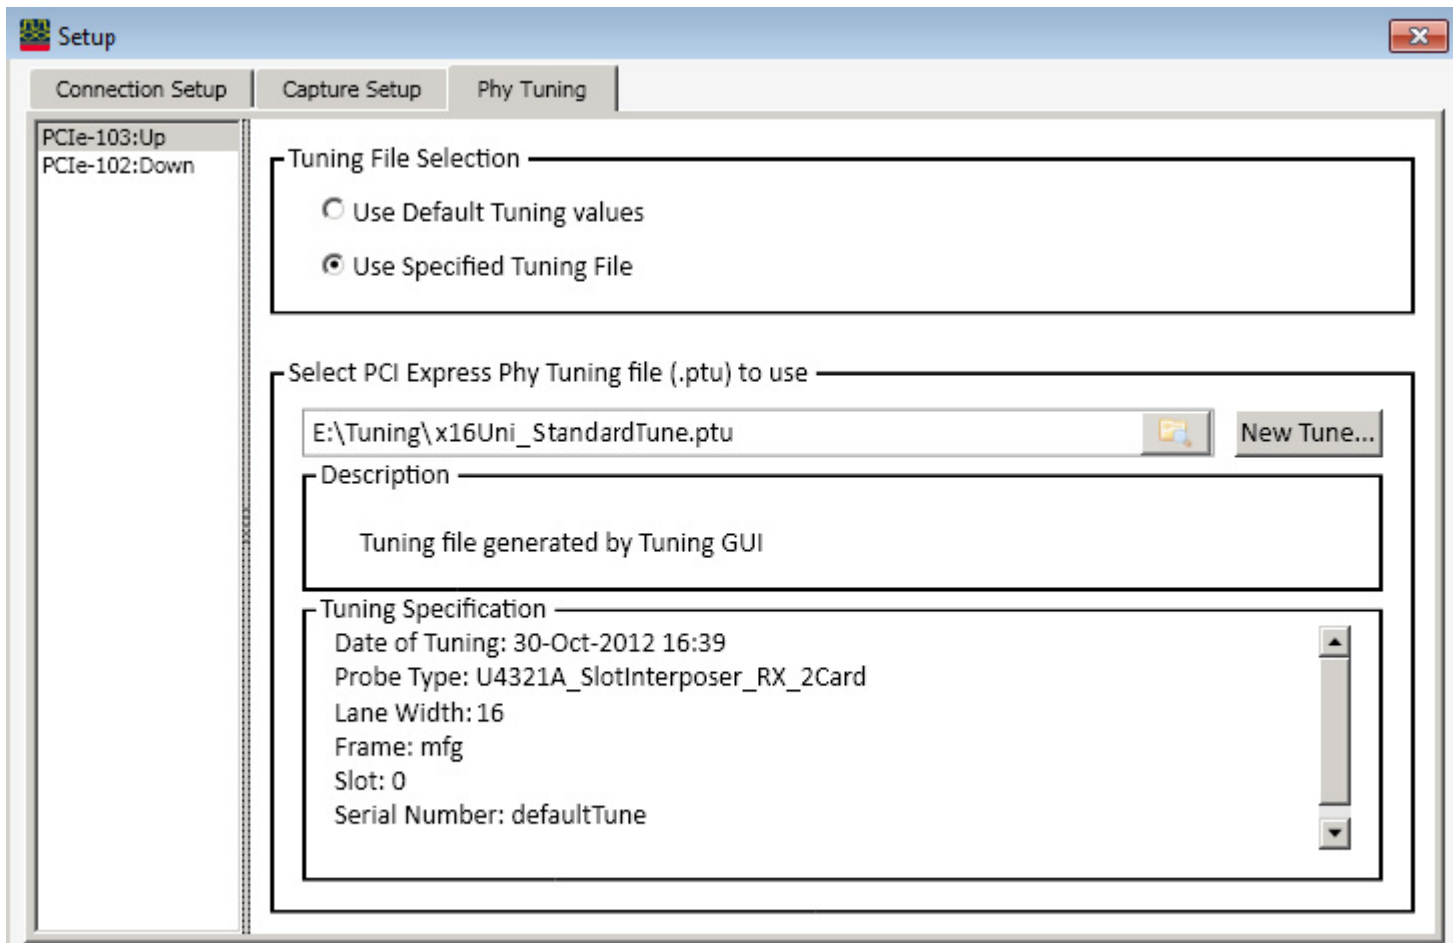 Setup
Connection Setup
Capture Setup
Phy Tuning
PCIe-103:Up
PCIe-102:Down
Tuning File Selection
Use Default Tuning values
Use Specified Tuning File
Select PCI Express Phy Tuning file (.ptu) to use
E:\Tuning\x16Uni_StandardTune.ptu
New Tune...
Description
Tuning file generated by Tuning GUI
Tuning Specification
Date of Tuning: 30-Oct-2012 16:39
Probe Type: U4321A_SlotInterposer_RX_2Card
Lane Width: 16
Frame: mfg
Slot: 0
Serial Number: defaultTune